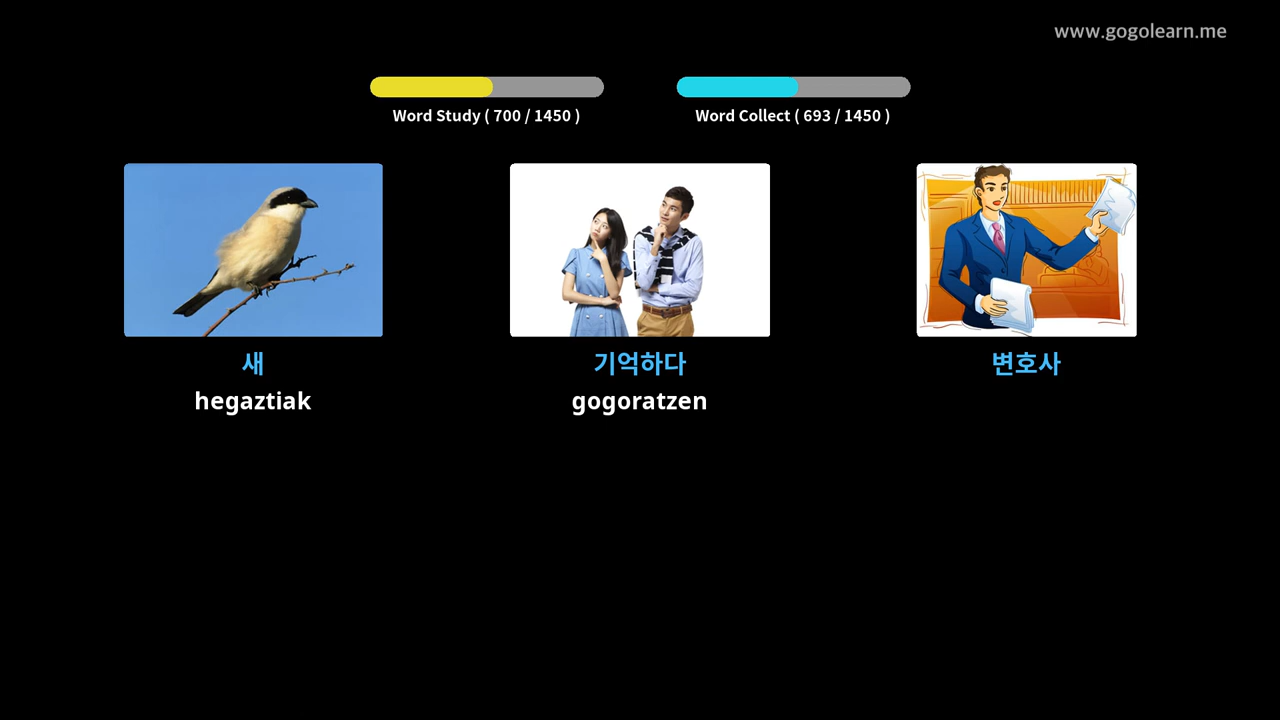 www.gogolearn.me
Word Study ( 700 / 1450 )
Word Collect ( 693 / 1450 )
새
hegaztiak
기억하다
gogoratzen
변호사